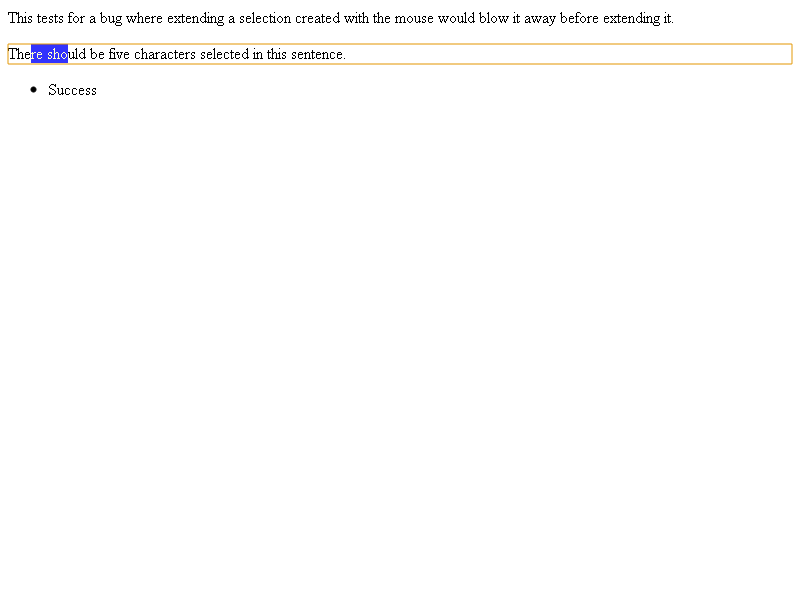 This tests for a bug where extending a selection created with the mouse would blow it away before extending it.
There should be five characters selected in this sentence.
Success